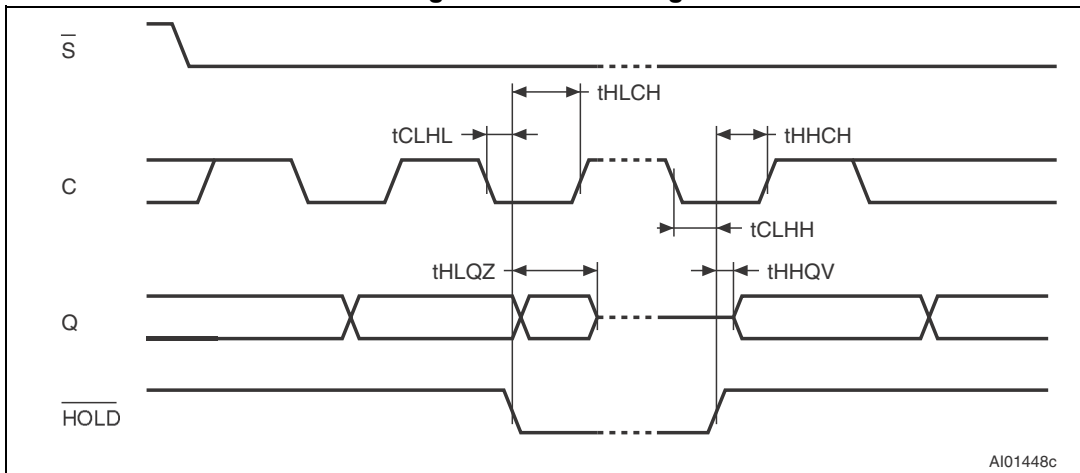 S
tHLCH
tCLHL
tHHCH
C
tCLHH
tHLQZ
tHHQV
Q
HOLD
AI01448c